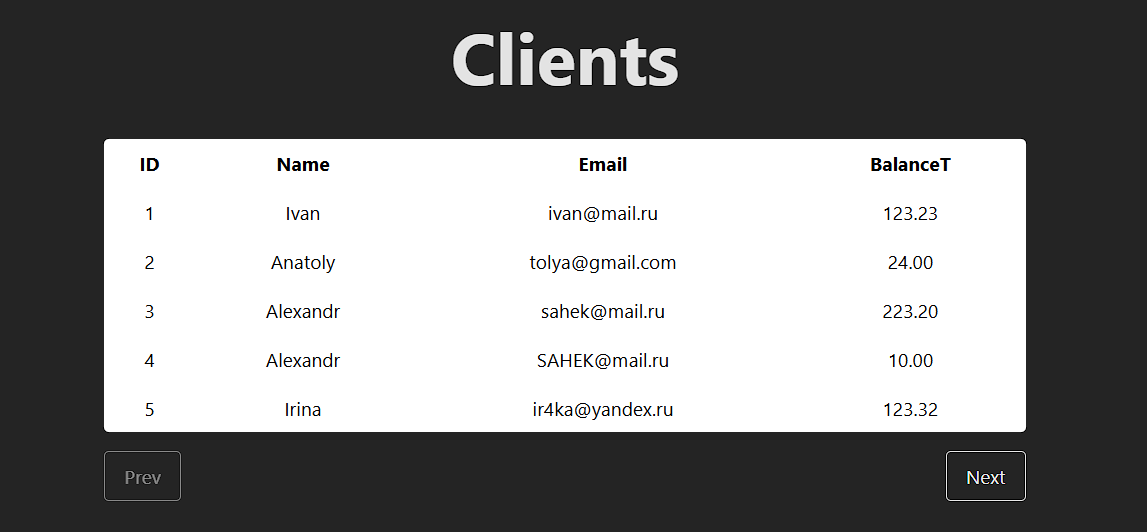 Clients
ID Name Email BalanceT
1 Ivan ivan@mail.ru 123.23
2 Anatoly tolya@gmail.com 24.00
3 Alexandr sahek@mail.ru 223.20
4 Alexandr SAHEK@mail.ru 10.00
5 Irina ir4ka@yandex.ru 123.32
Prev Next